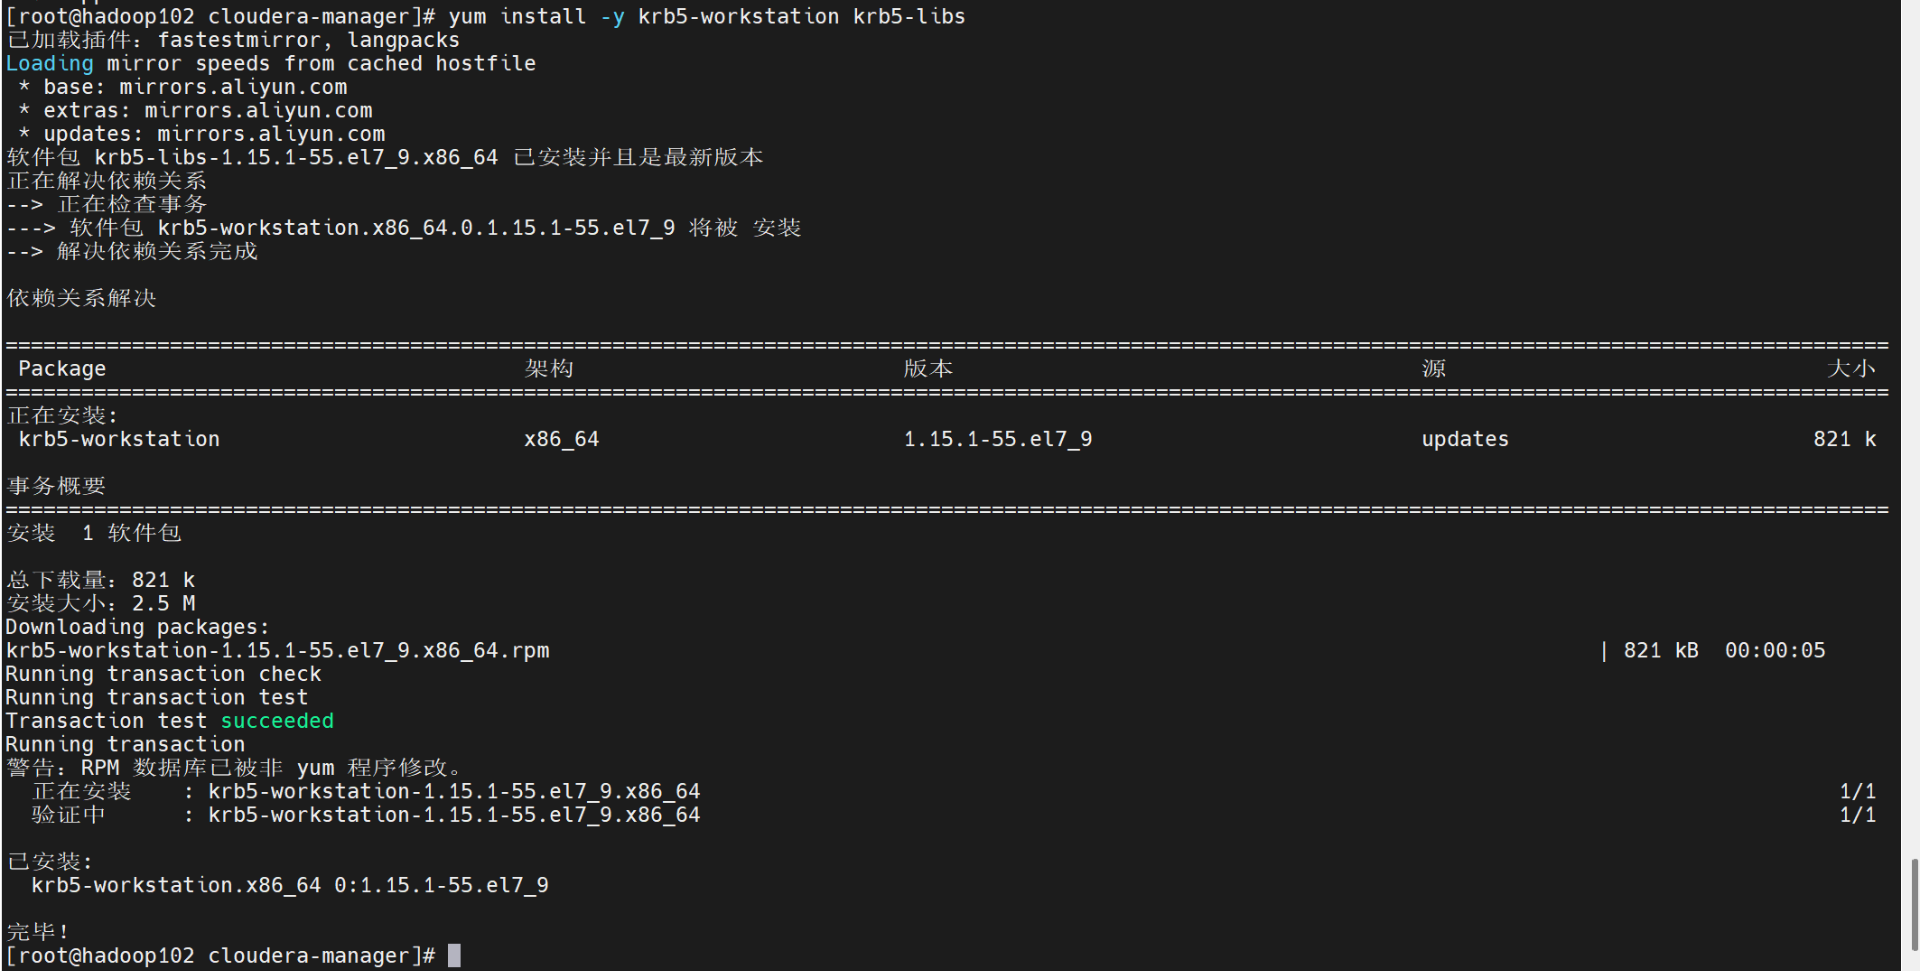 [root@hadoop102 cloudera-manager]# yum install -y krb5-workstation krb5-libs
已加载插件：fastestmirror, langpacks
Loading mirror speeds from cached hostfile
 * base: mirrors.aliyun.com
 * extras: mirrors.aliyun.com
 * updates: mirrors.aliyun.com
软件包 krb5-libs-1.15.1-55.el7_9.x86_64 已安装并且是最新版本
正在解决依赖关系
--> 正在检查事务
---> 软件包 krb5-workstation.x86_64.0.1.15.1-55.el7_9 将被 安装
--> 解决依赖关系完成
依赖关系解决
================================================================================
Package 架构 版本 源 大小
================================================================================
正在安装:
krb5-workstation x86_64 1.15.1-55.el7_9 updates 821 k
事务概要
================================================================================
安装  1 软件包
总下载量：821 k
安装大小：2.5 M
Downloading packages:
krb5-workstation-1.15.1-55.el7_9.x86_64.rpm | 821 kB  00:00:05
Running transaction check
Running transaction test
Transaction test succeeded
Running transaction
警告：RPM 数据库已被非 yum 程序修改。
  正在安装    : krb5-workstation-1.15.1-55.el7_9.x86_64 1/1
  验证中      : krb5-workstation-1.15.1-55.el7_9.x86_64 1/1
已安装:
  krb5-workstation.x86_64 0:1.15.1-55.el7_9
完毕！
[root@hadoop102 cloudera-manager]#